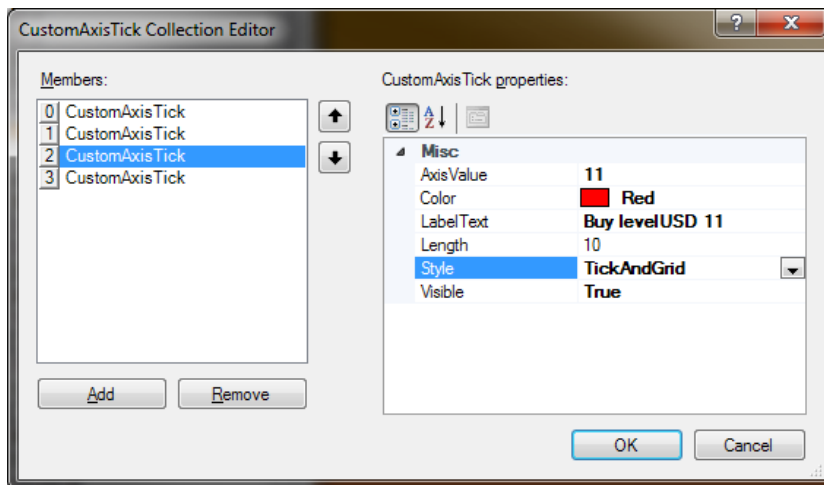 CustomAxisTick Collection Editor
?
X
Members:
0 CustomAxisTick
1 CustomAxisTick
2 CustomAxisTick
3 CustomAxisTick
Add
Remove
CustomAxisTick properties:
A
Z
Misc
AxisValue 11
Color Red
LabelText Buy levelUSD 11
Length 10
Style TickAndGrid
Visible True
OK
Cancel